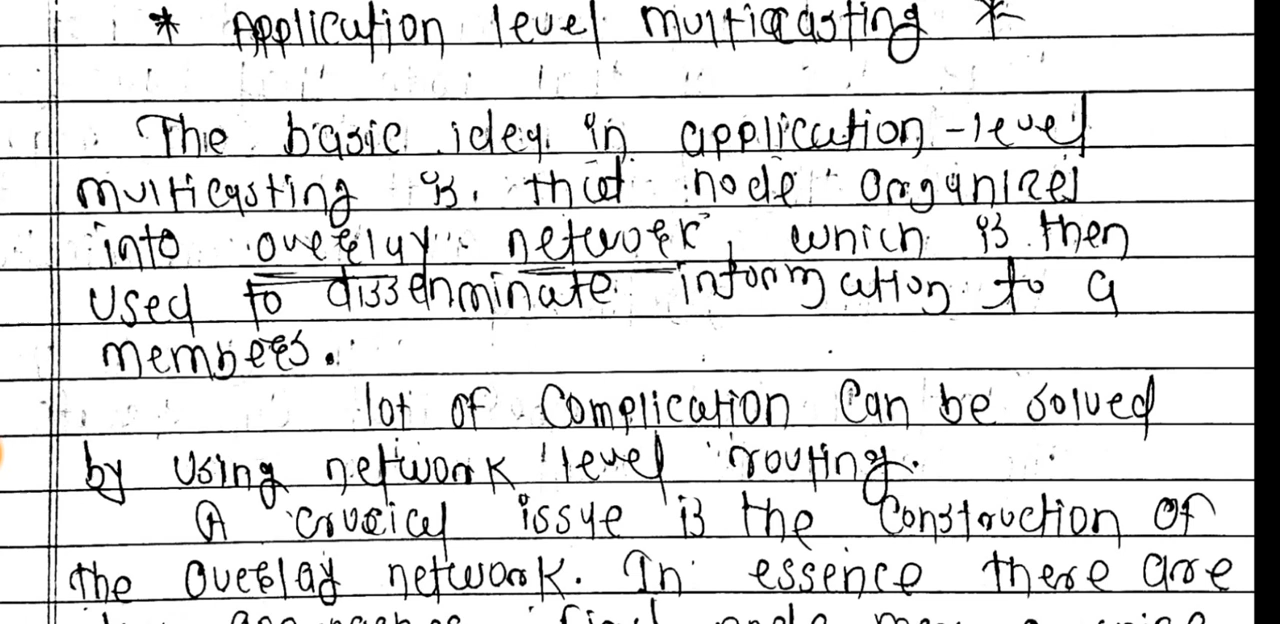 * Application level multicasting *
The basic idea in application-level
multicasting is that node organized
into overlay network, which is then
used to dissenminate information to a
members.
lot of complication can be solved
by using network level routing.
A crucial issue is the construction of
the overlay network. In essence there are